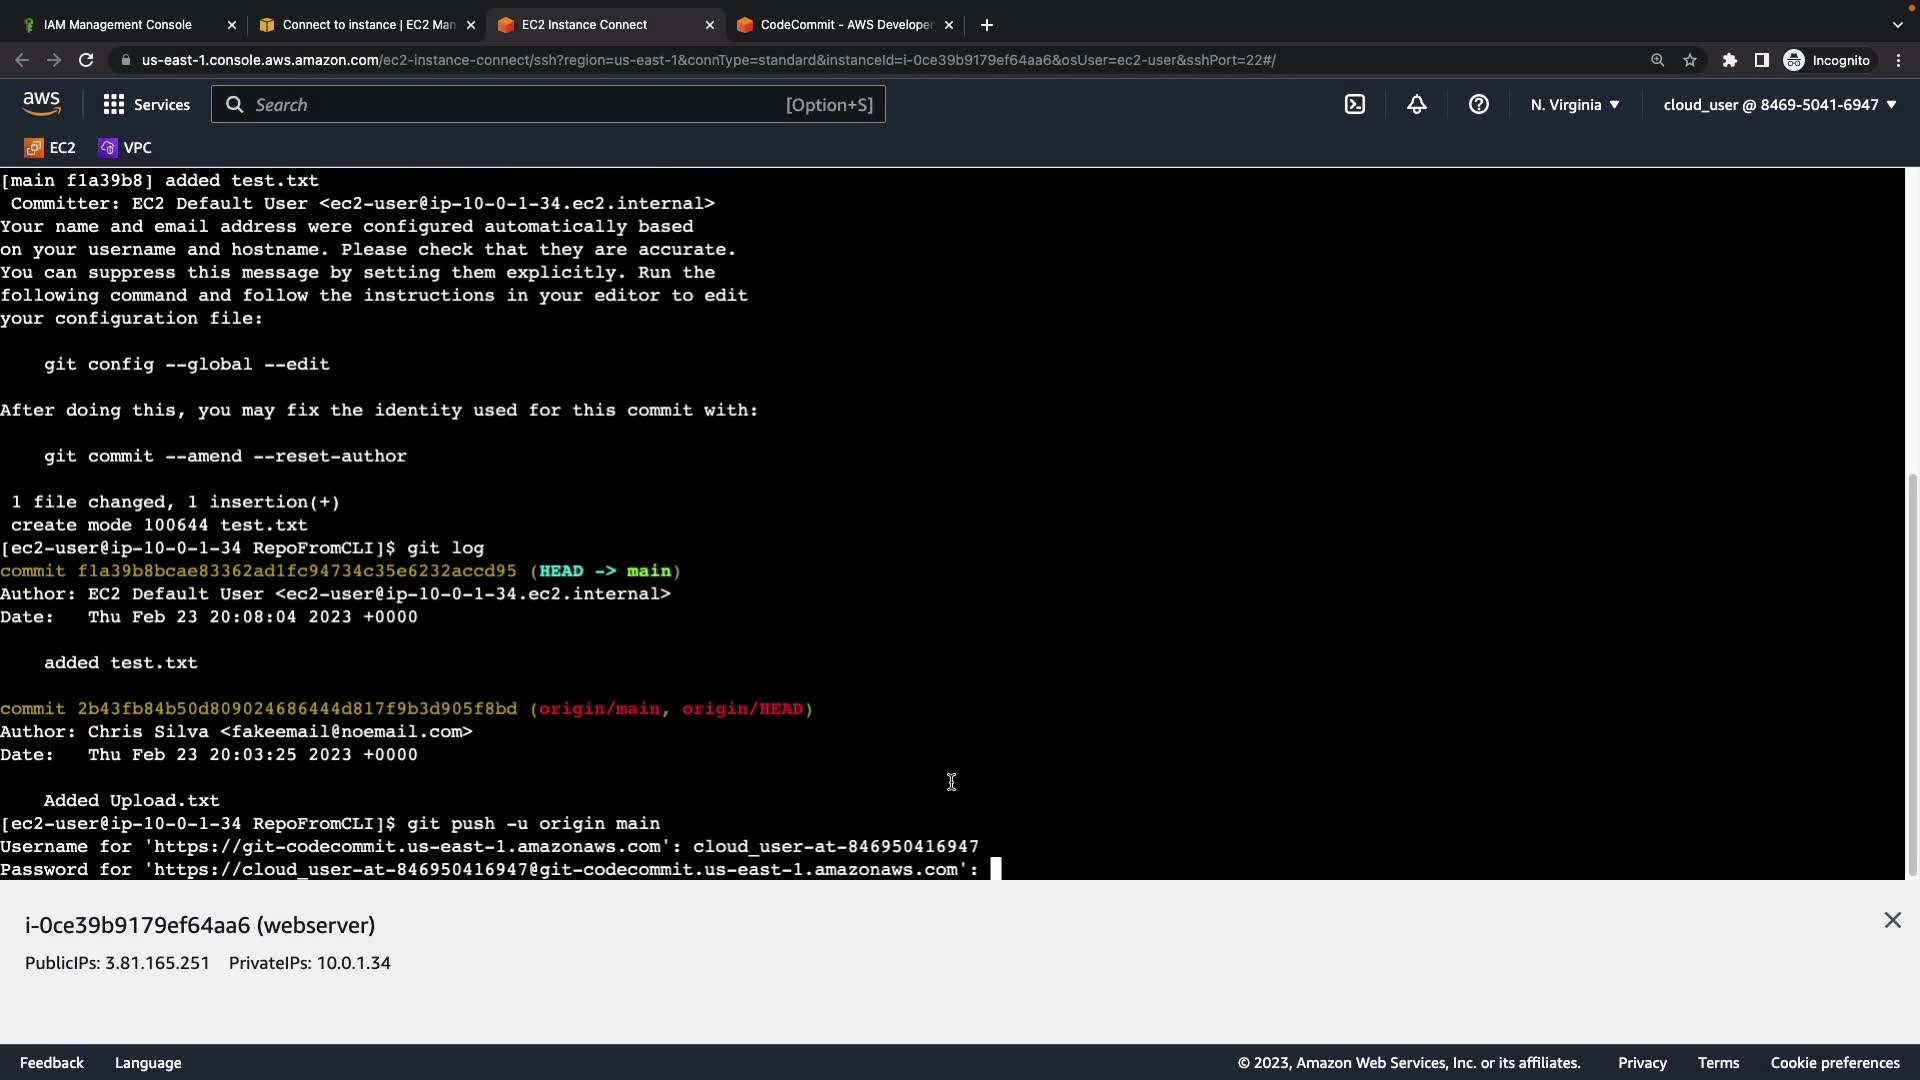 IAM Management Console
Connect to instance | EC2 Man
EC2 Instance Connect
CodeCommit - AWS Developer
us-east-1.console.aws.amazon.com/ec2-instance-connect/ssh?region=us-east-1&connType=standard&instanceId=i-0ce39b9179ef64aa6&osUser=ec2-user&sshPort=22#/
Incognito
aws
Services
Search
[Option+S]
N. Virginia
cloud_user @ 8469-5041-6947
EC2
VPC
[main f1a39b8] added test.txt
Committer: EC2 Default User <ec2-user@ip-10-0-1-34.ec2.internal>
Your name and email address were configured automatically based
on your username and hostname. Please check that they are accurate.
You can suppress this message by setting them explicitly. Run the
following command and follow the instructions in your editor to edit
your configuration file:
git config --global --edit
After doing this, you may fix the identity used for this commit with:
git commit --amend --reset-author
1 file changed, 1 insertion(+)
create mode 100644 test.txt
[ec2-user@ip-10-0-1-34 RepoFromCLI]$ git log
commit f1a39b8bcae83362ad1fc94734c35e6232accd95 (HEAD -> main)
Author: EC2 Default User <ec2-user@ip-10-0-1-34.ec2.internal>
Date:   Thu Feb 23 20:08:04 2023 +0000
added test.txt
commit 2b43fb84b50d809024686444d817f9b3d905f8bd (origin/main, origin/HEAD)
Author: Chris Silva <fakeemail@noemail.com>
Date:   Thu Feb 23 20:03:25 2023 +0000
Added Upload.txt
[ec2-user@ip-10-0-1-34 RepoFromCLI]$ git push -u origin main
Username for 'https://git-codecommit.us-east-1.amazonaws.com': cloud_user-at-846950416947
Password for 'https://cloud_user-at-846950416947@git-codecommit.us-east-1.amazonaws.com':
i-0ce39b9179ef64aa6 (webserver)
PublicIPs: 3.81.165.251 PrivateIPs: 10.0.1.34
Feedback
Language
© 2023, Amazon Web Services, Inc. or its affiliates.
Privacy
Terms
Cookie preferences